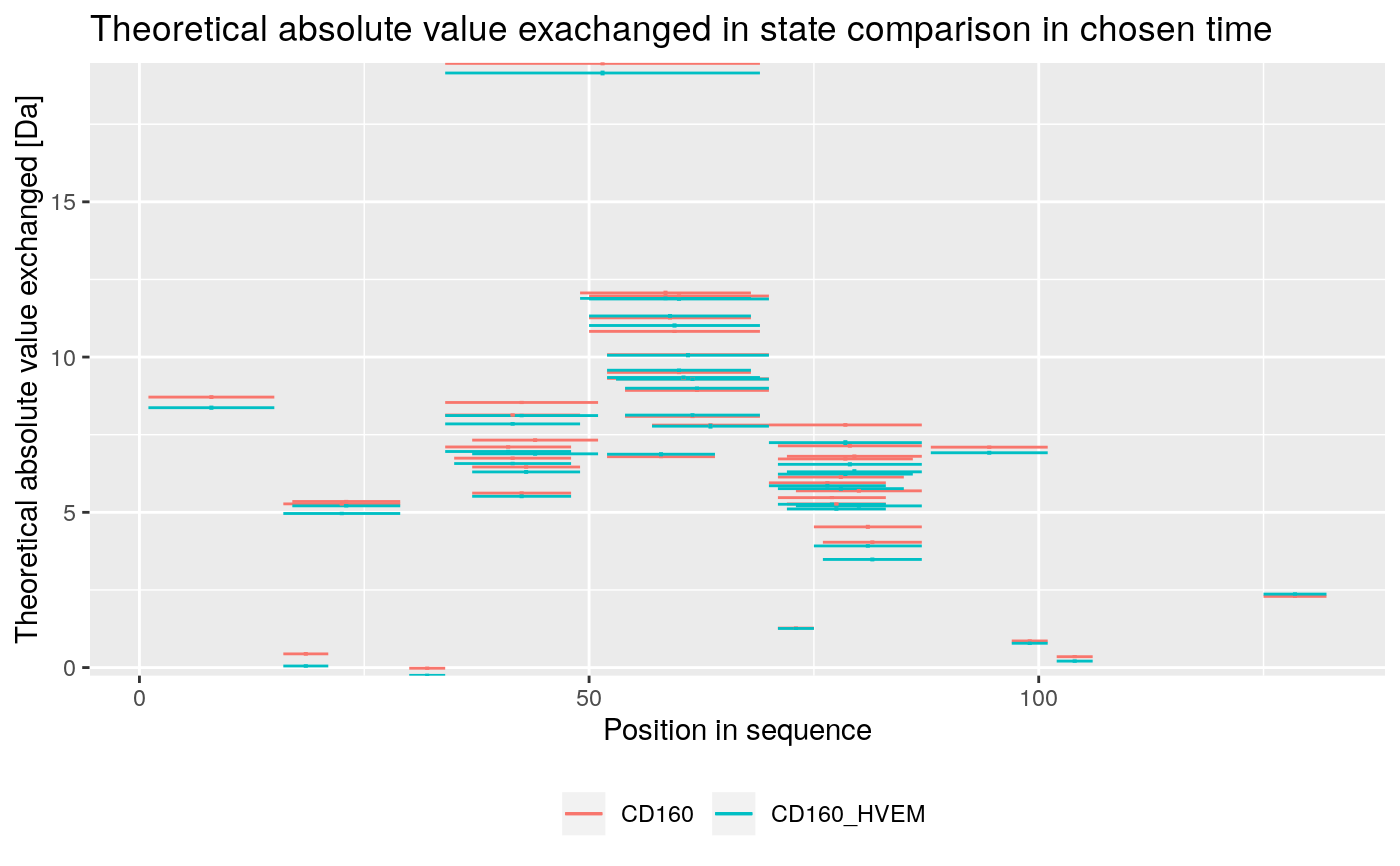 Theoretical absolute value exachanged in state comparison in chosen time
Theoretical absolute value exchanged [Da]
15
10
5
0
0 50 100
Position in sequence
CD160 CD160_HVEM